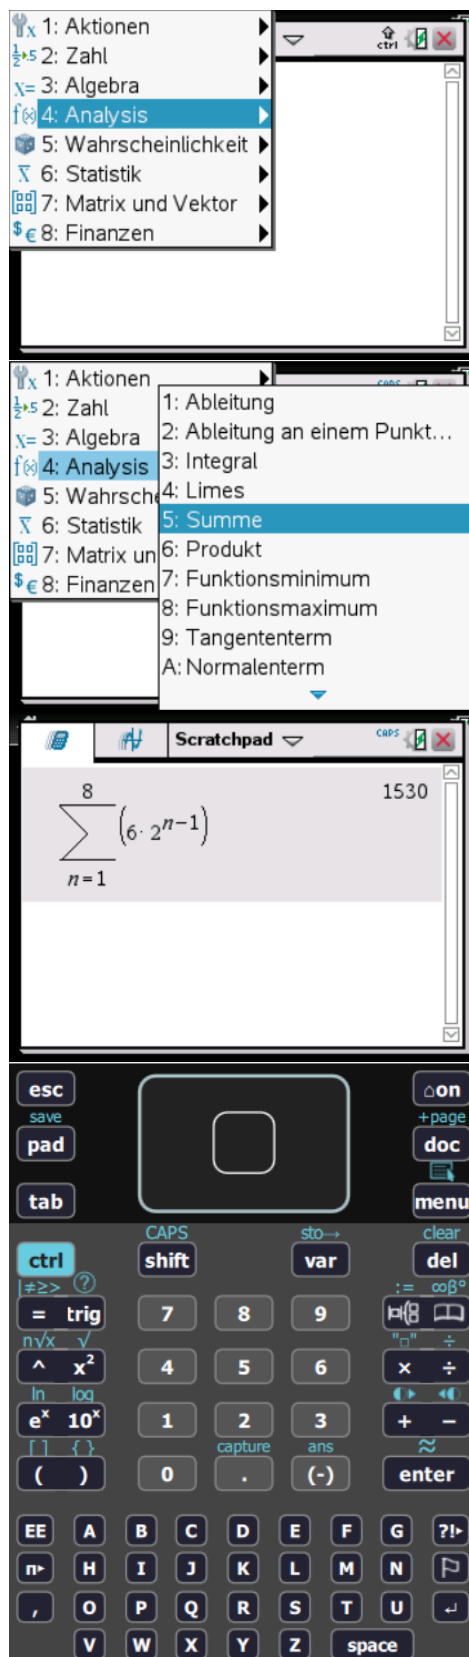 1: Aktionen
2: Zahl
3: Algebra
4: Analysis
5: Wahrscheinlichkeit
6: Statistik
7: Matrix und Vektor
8: Finanzen
ctrl
1: Aktionen
2: Zahl
3: Algebra
4: Analysis
5: Wahrsche
6: Statistik
7: Matrix un
8: Finanzen
1: Ableitung
2: Ableitung an einem Punkt...
3: Integral
4: Limes
5: Summe
6: Produkt
7: Funktionsminimum
8: Funktionsmaximum
9: Tangententerm
A: Normalenterm
Scratchpad
CAPS
8
∑ (6· 2^(n−1)) 1530
n=1
esc ⌂on
save +page
pad doc
tab menu
CAPS sto→ clear
ctrl shift var del
|≠≥> ? := ∞β°
= trig 7 8 9
n√x √ "□" ÷
^ x² 4 5 6 × ÷
ln log
eˣ 10ˣ 1 2 3 + −
[ ] { } capture ans ≈
( ) 0 . (-) enter
EE A B C D E F G ?!▸
π▸ H I J K L M N
, O P Q R S T U ↵
V W X Y Z space